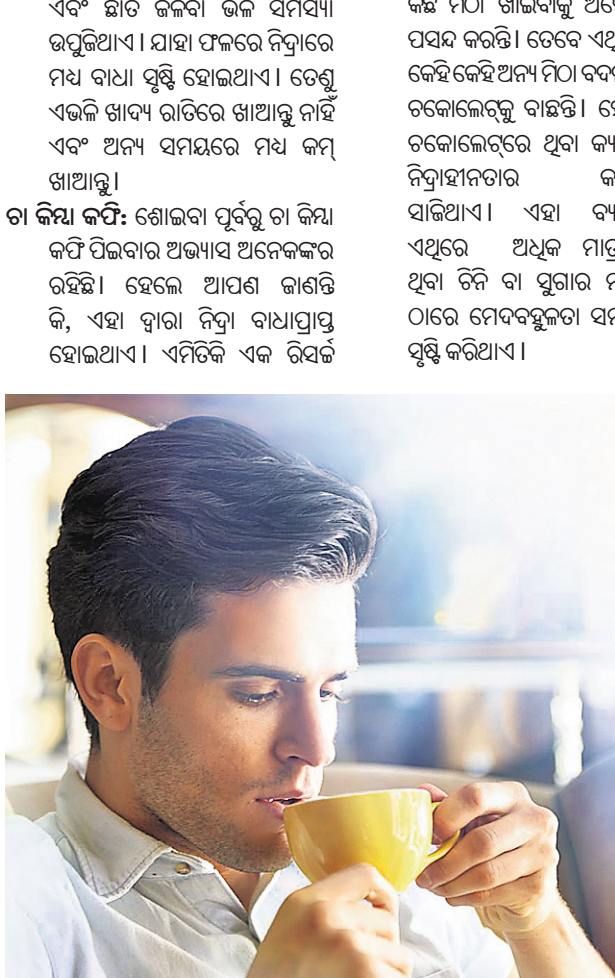 ଏବଂ ଛାତି ଜଳିବା ଭଳି ସମସ୍ୟା
ଉପୁଜିଥାଏ। ଯାହା ଫଳରେ ନିଦ୍ରାରେ
ମଧ୍ୟ ବାଧା ସୃଷ୍ଟି ହୋଇଥାଏ। ତେଣୁ
ଏଭଳି ଖାଦ୍ୟ ରାତିରେ ଖାଆନ୍ତୁ ନାହିଁ
ଏବଂ ଅନ୍ୟ ସମୟରେ ମଧ୍ୟ କମ୍
ଖାଆନ୍ତୁ।
ଚା କିମ୍ବା କଫି: ଶୋଇବା ପୂର୍ବରୁ ଚା କିମ୍ବା
କଫି ପିଇବାର ଅଭ୍ୟାସ ଅନେକଙ୍କର
ରହିଛି। ହେଲେ ଆପଣ ଜାଣନ୍ତି
କି, ଏହା ଦ୍ୱାରା ନିଦ୍ରା ବାଧାପ୍ରାପ୍ତ
ହୋଇଥାଏ। ଏମିତିକି ଏକ ରିସର୍ଚ୍ଚ
କିଛି ମିଠା ଖାଇବାକୁ
ପସନ୍ଦ କରନ୍ତି। ତେବେ
କେହି କେହି ଅନ୍ୟ ମିଠା
ଚକୋଲେଟ୍‌କୁ ବାଛନ୍ତି।
ଚକୋଲେଟ୍‌ରେ ଥିବା
ନିଦ୍ରାହୀନତାର
ସାଜିଥାଏ। ଏହା
ଏଥିରେ ଅଧିକ
ଥିବା ଚିନି ବା ସୁଗାର
ଠାରେ ମେଦବହୁଳତା
ସୃଷ୍ଟି କରିଥାଏ।